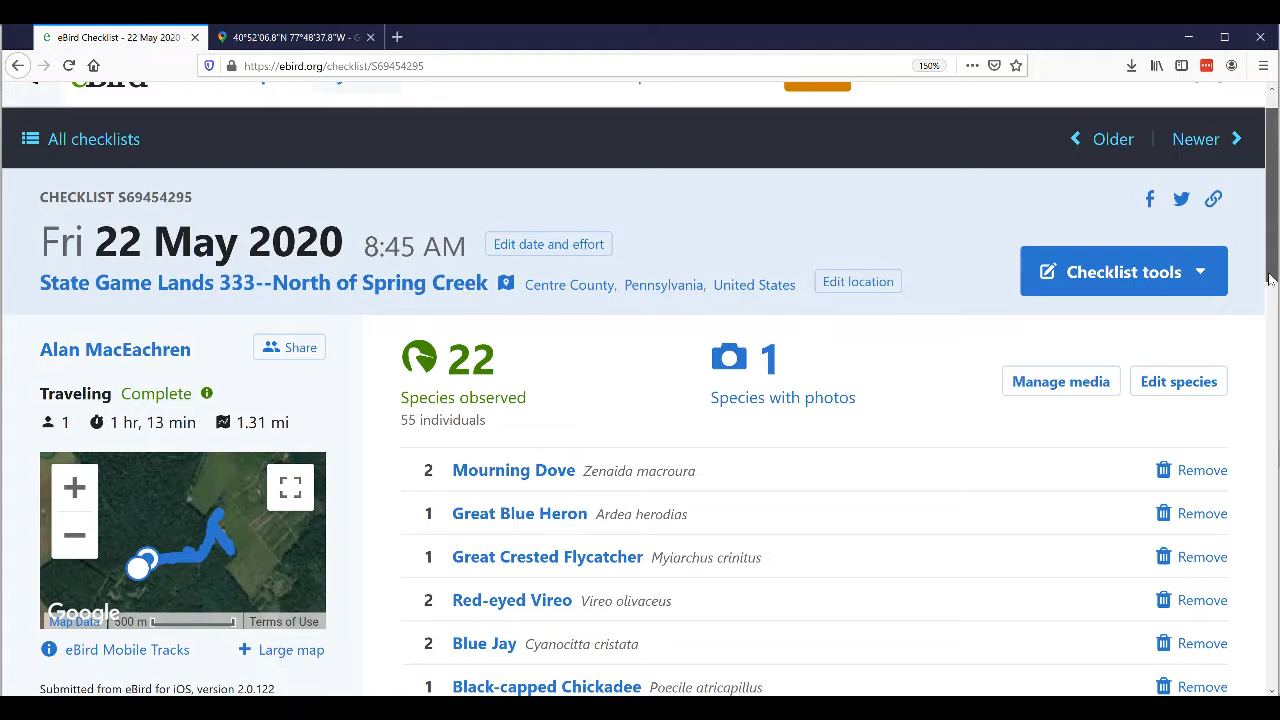 eBird Checklist - 22 May 2020 -
40°52'06.8"N 77°48'37.8"W - G
https://ebird.org/checklist/S69454295
150%
All checklists
Older
Newer
CHECKLIST S69454295
Fri 22 May 2020 8:45 AM
Edit date and effort
State Game Lands 333--North of Spring Creek
Centre County, Pennsylvania, United States
Edit location
Checklist tools
Alan MacEachren
Share
Traveling Complete
1 1 hr, 13 min 1.31 mi
Google
Map Data 500 m Terms of Use
eBird Mobile Tracks
Large map
Submitted from eBird for iOS, version 2.0.122
22
Species observed
55 individuals
1
Species with photos
Manage media
Edit species
2 Mourning Dove Zenaida macroura Remove
1 Great Blue Heron Ardea herodias Remove
1 Great Crested Flycatcher Myiarchus crinitus Remove
2 Red-eyed Vireo Vireo olivaceus Remove
2 Blue Jay Cyanocitta cristata Remove
1 Black-capped Chickadee Poecile atricapillus Remove